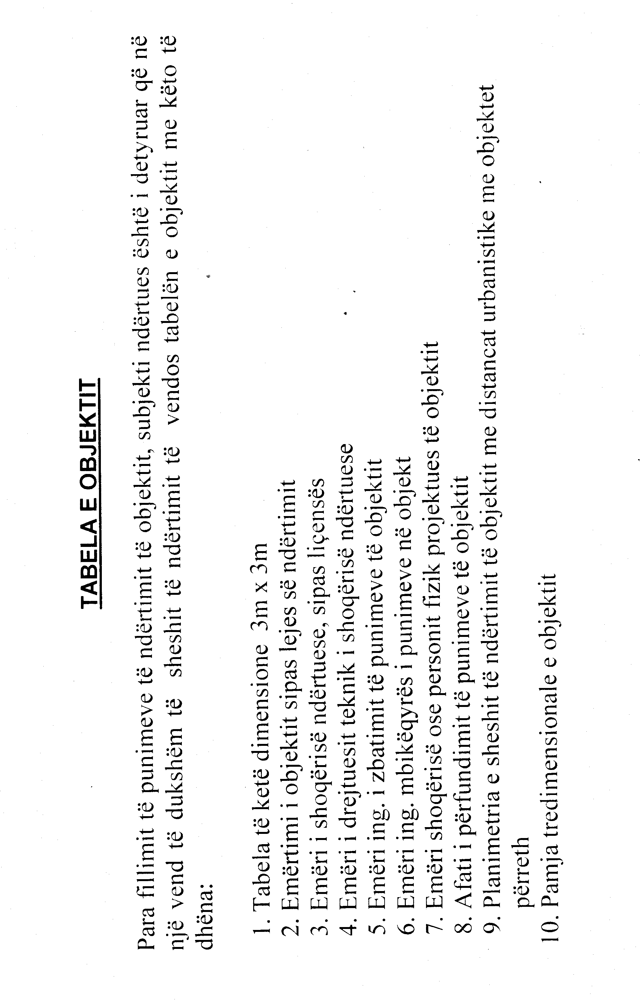 TABELA E OBJEKTIT
Para fillimit të punimeve të ndërtimit të objektit, subjekti ndërtues është i detyruar që në
një vend të dukshëm të sheshit të ndërtimit të vendos tabelën e objektit me këto të
dhëna:
1. Tabela të ketë dimensione 3m x 3m
2. Emërtimi i objektit sipas lejes së ndërtimit
3. Emëri i shoqërisë ndërtuese, sipas liçensës
4. Emëri i drejtuesit teknik i shoqërisë ndërtuese
5. Emëri ing. i zbatimit të punimeve të objektit
6. Emëri ing. mbikëqyrës i punimeve në objekt
7. Emëri shoqërisë ose personit fizik projektues të objektit
8. Afati i përfundimit të punimeve të objektit
9. Planimetria e sheshit të ndërtimit të objektit me distancat urbanistike me objektet
përreth
10. Pamja tredimensionale e objektit